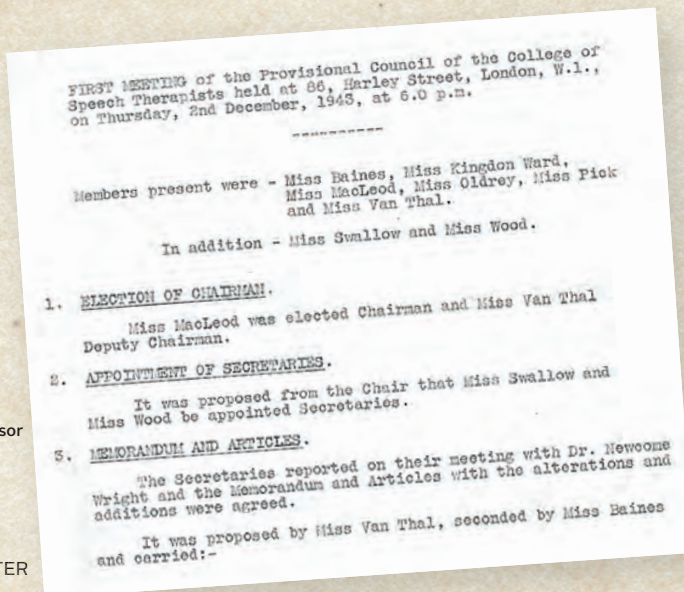 FIRST MEETING of the Provisional Council of the College of
Speech Therapists held at 86, Harley Street, London, W.1.,
on Thursday, 2nd December, 1943, at 6.0 p.m.
----------
Members present were - Miss Baines, Miss Kingdon Ward,
Miss MacLeod, Miss Oldrey, Miss Pick
and Miss Van Thal.
In addition - Miss Swallow and Miss Wood.
1. ELECTION OF CHAIRMAN.
Miss MacLeod was elected Chairman and Miss Van Thal
Deputy Chairman.
2. APPOINTMENT OF SECRETARIES.
It was proposed from the Chair that Miss Swallow and
Miss Wood be appointed Secretaries.
3. MEMORANDUM AND ARTICLES.
The Secretaries reported on their meeting with Dr. Newcome
Wright and the Memorandum and Articles with the alterations and
additions were agreed.
It was proposed by Miss Van Thal, seconded by Miss Baines
and carried:-
sor
TER